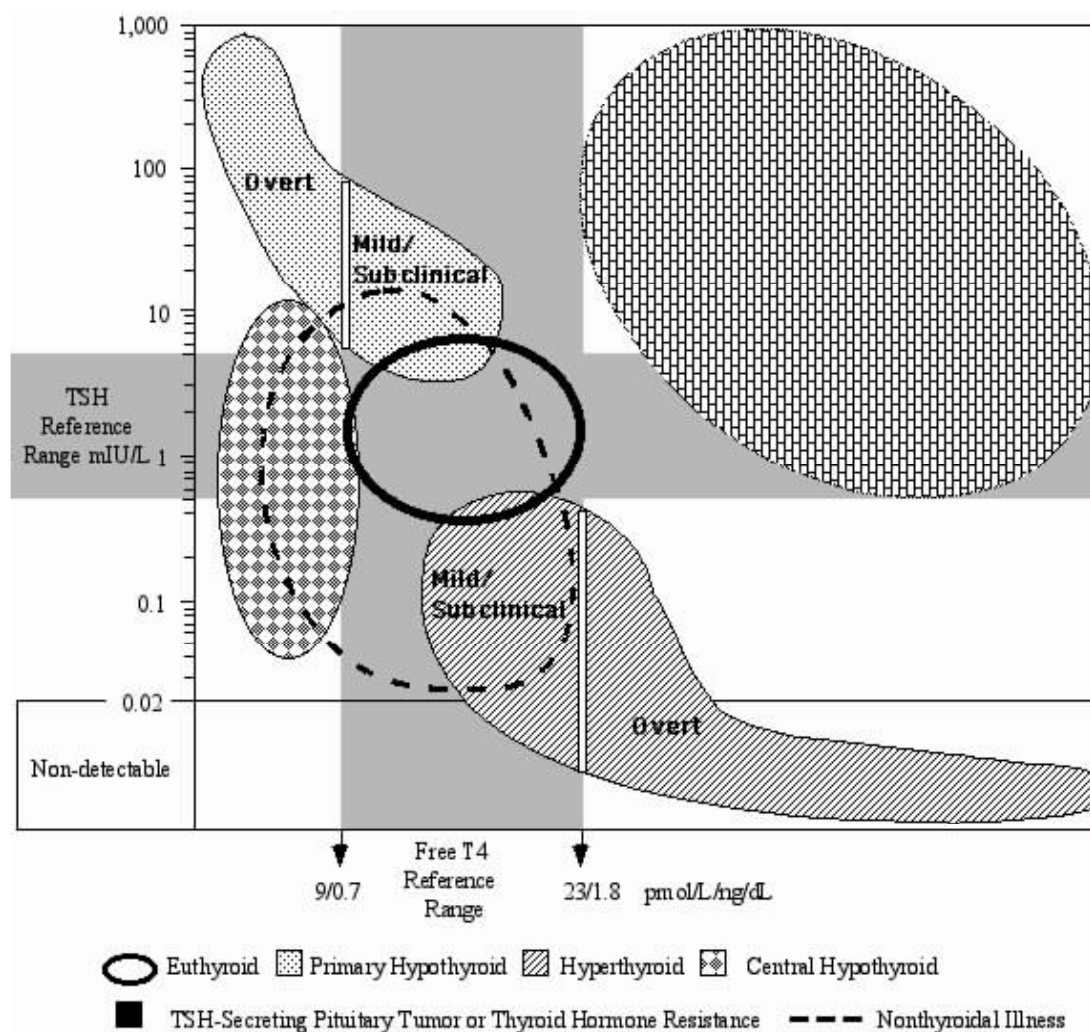 1,000
100
Overt
Mild/
Subclinical
10
TSH
Reference
Range mIU/L
1
Mild/
Subclinical
0.1
0.02
Overt
Non-detectable
Free T4
Reference
Range
9/0.7
23/1.8 pmol/L/ng/dL
Euthyroid Primary Hypothyroid Hyperthyroid Central Hypothyroid
TSH-Secreting Pituitary Tumor or Thyroid Hormone Resistance Nonthyroidal Illness